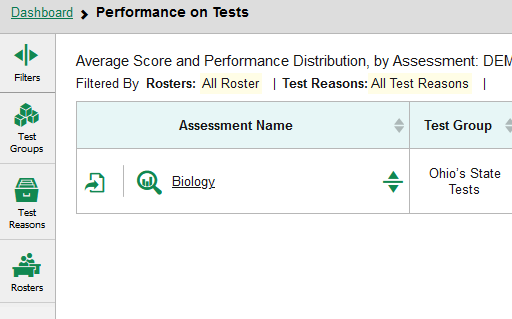 Dashboard > Performance on Tests
Filters
Test
Groups
Test
Reasons
Rosters
Average Score and Performance Distribution, by Assessment: DEM
Filtered By Rosters: All Roster | Test Reasons: All Test Reasons |
Assessment Name
Test Group
Biology
Ohio's State
Tests